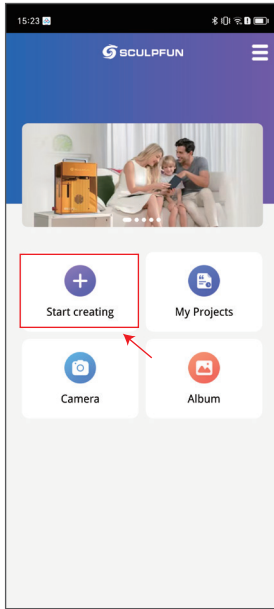 15:23
SCULPFUN
Start creating
My Projects
Camera
Album